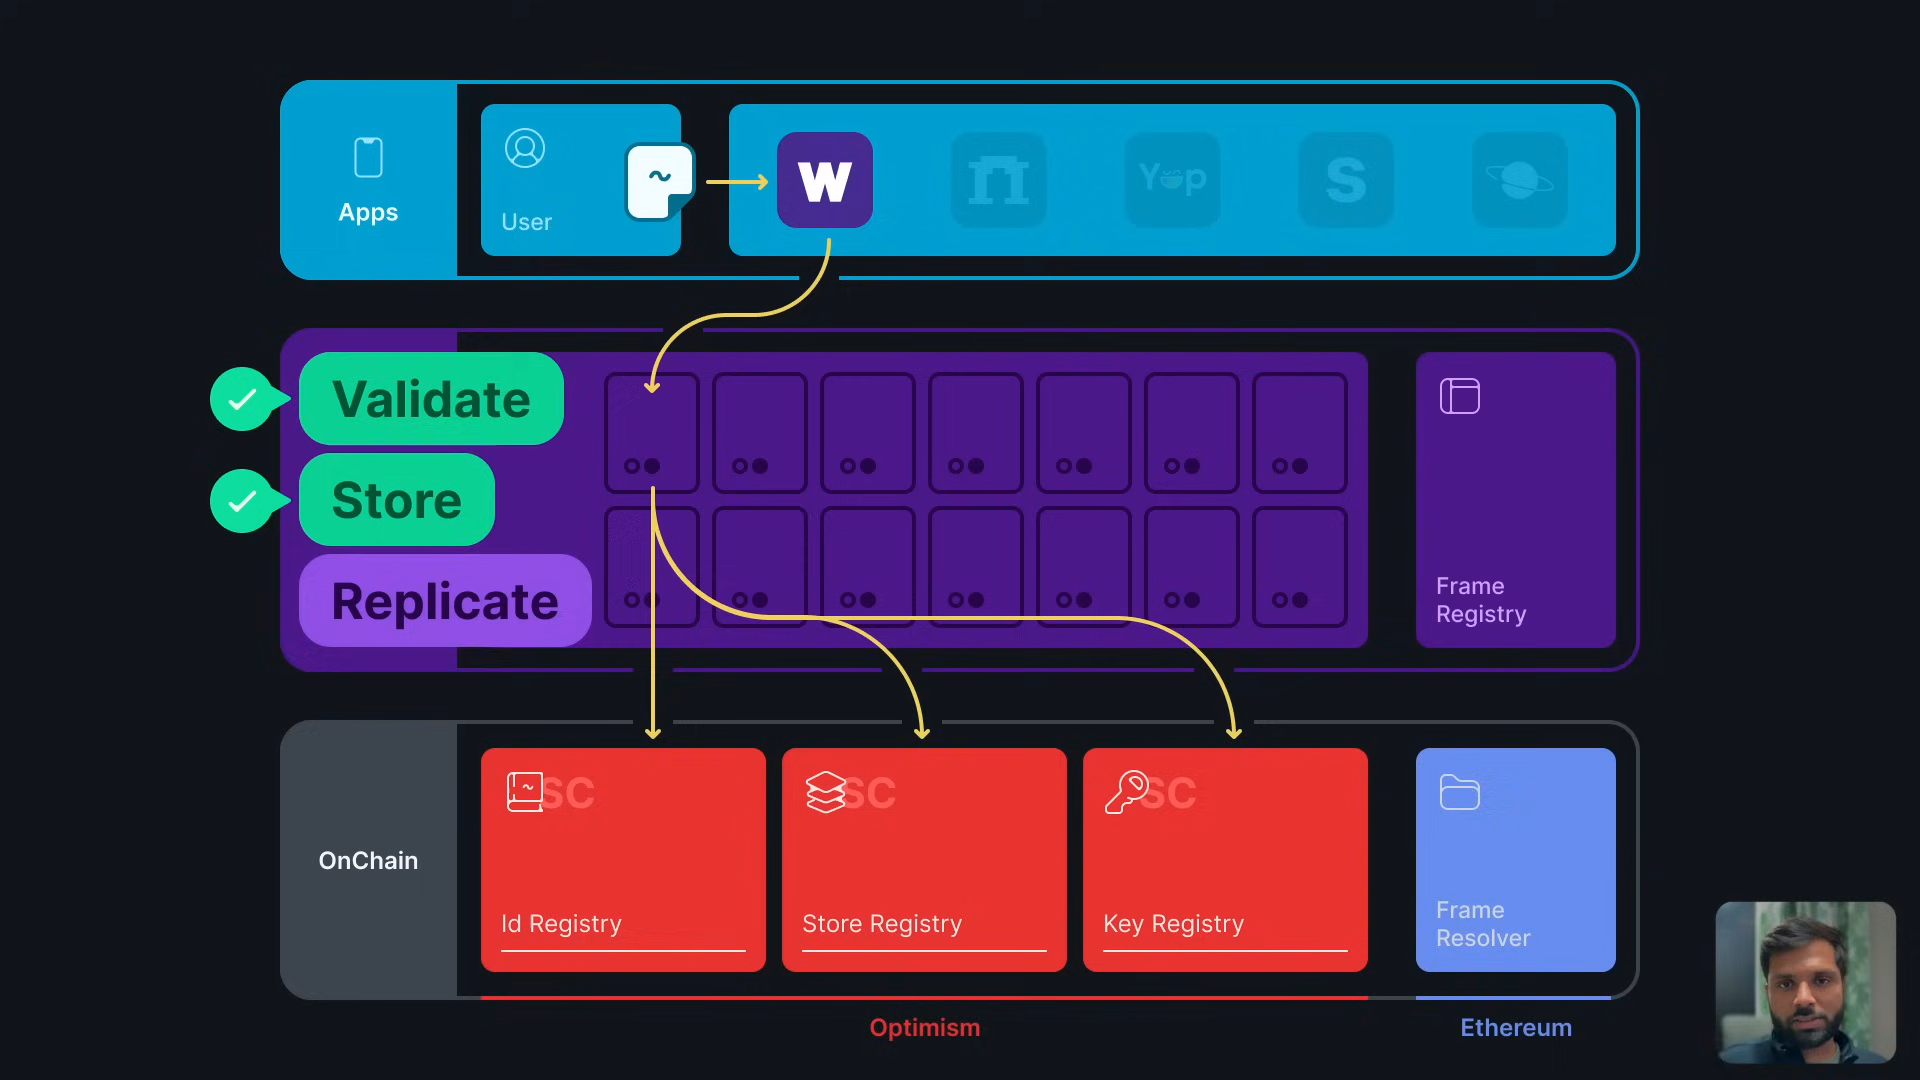 Apps
User
W
Yup
S
Validate
Store
Replicate
Frame
Registry
OnChain
SC
Id Registry
SC
Store Registry
SC
Key Registry
Frame
Resolver
Optimism
Ethereum